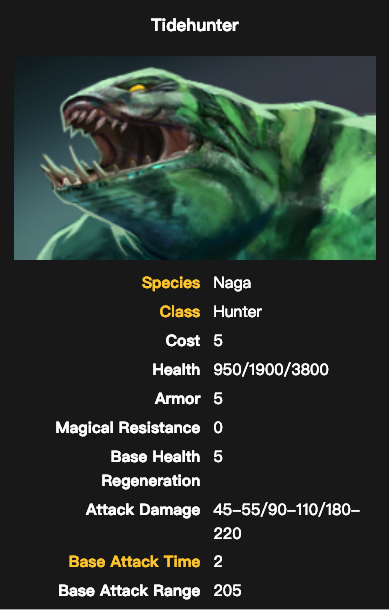 Tidehunter
Species Naga
Class Hunter
Cost 5
Health 950/1900/3800
Armor 5
Magical Resistance 0
Base Health 5
Regeneration
Attack Damage 45–55/90–110/180–
220
Base Attack Time 2
Base Attack Range 205